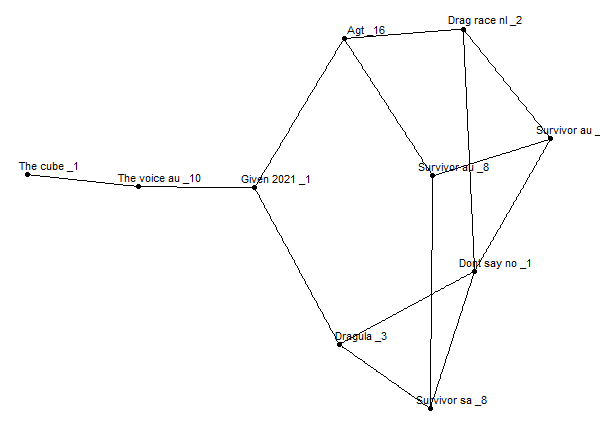 Drag race nl _2
Agt _16
Survivor au _
The cube _1
Survivor au _8
The voice au _10
Given 2021 _1
Dont say no _1
Dragula _3
Survivor sa _8